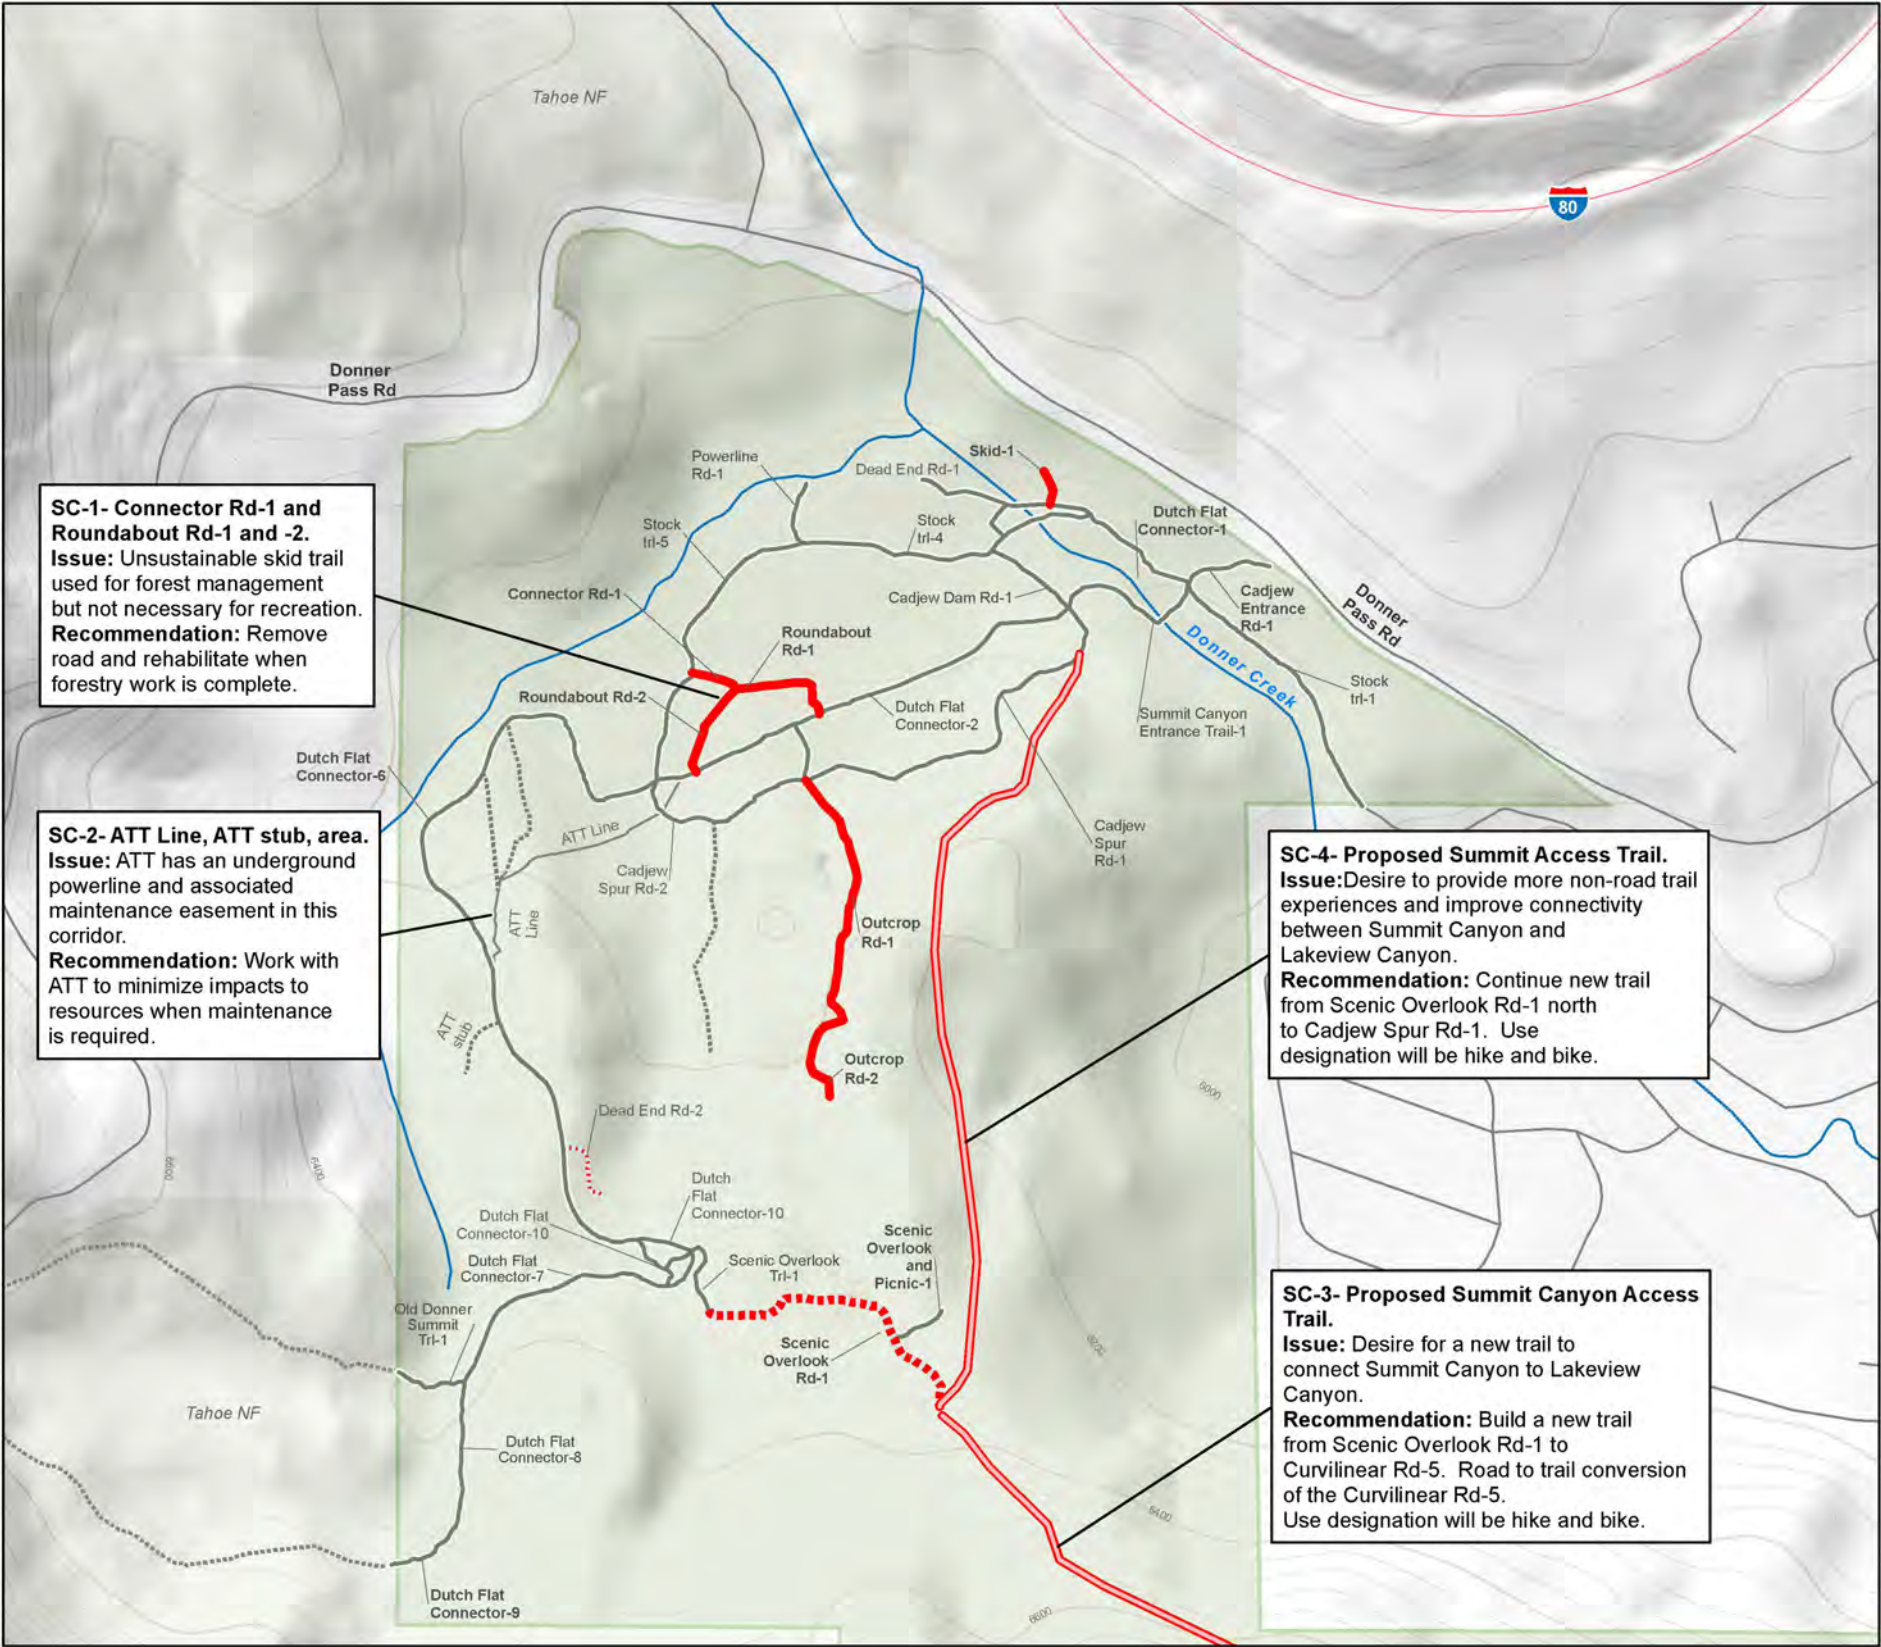 Tahoe NF
80
Donner
Pass Rd
Powerline
Rd-1
Dead End Rd-1
Skid-1
SC-1- Connector Rd-1 and
Roundabout Rd-1 and -2.
Issue: Unsustainable skid trail
used for forest management
but not necessary for recreation.
Recommendation: Remove
road and rehabilitate when
forestry work is complete.
Stock
trl-5
Stock
trl-4
Dutch Flat
Connector-1
Connector Rd-1
Cadjew Dam Rd-1
Cadjew
Entrance
Rd-1
Donner
Pass Rd
Roundabout
Rd-1
Donner Creek
Roundabout Rd-2
Stock
trl-1
Dutch Flat
Connector-2
Summit Canyon
Entrance Trail-1
Dutch Flat
Connector-6
SC-2- ATT Line, ATT stub, area.
Issue: ATT has an underground
powerline and associated
maintenance easement in this
corridor.
Recommendation: Work with
ATT to minimize impacts to
resources when maintenance
is required.
ATT Line
Cadjew
Spur Rd-2
Cadjew
Spur
Rd-1
SC-4- Proposed Summit Access Trail.
Issue:Desire to provide more non-road trail
experiences and improve connectivity
between Summit Canyon and
Lakeview Canyon.
Recommendation: Continue new trail
from Scenic Overlook Rd-1 north
to Cadjew Spur Rd-1. Use
designation will be hike and bike.
ATT
Line
Outcrop
Rd-1
ATT
stub
Outcrop
Rd-2
6000
Dead End Rd-2
6400
Dutch
Flat
Connector-10
Dutch Flat
Connector-10
Scenic
Overlook
and
Picnic-1
Dutch Flat
Connector-7
Scenic Overlook
Trl-1
Old Donner
Summit
Trl-1
Scenic
Overlook
Rd-1
6200
SC-3- Proposed Summit Canyon Access
Trail.
Issue: Desire for a new trail to
connect Summit Canyon to Lakeview
Canyon.
Recommendation: Build a new trail
from Scenic Overlook Rd-1 to
Curvilinear Rd-5. Road to trail conversion
of the Curvilinear Rd-5.
Use designation will be hike and bike.
Tahoe NF
Dutch Flat
Connector-8
6400
Dutch Flat
Connector-9
6600